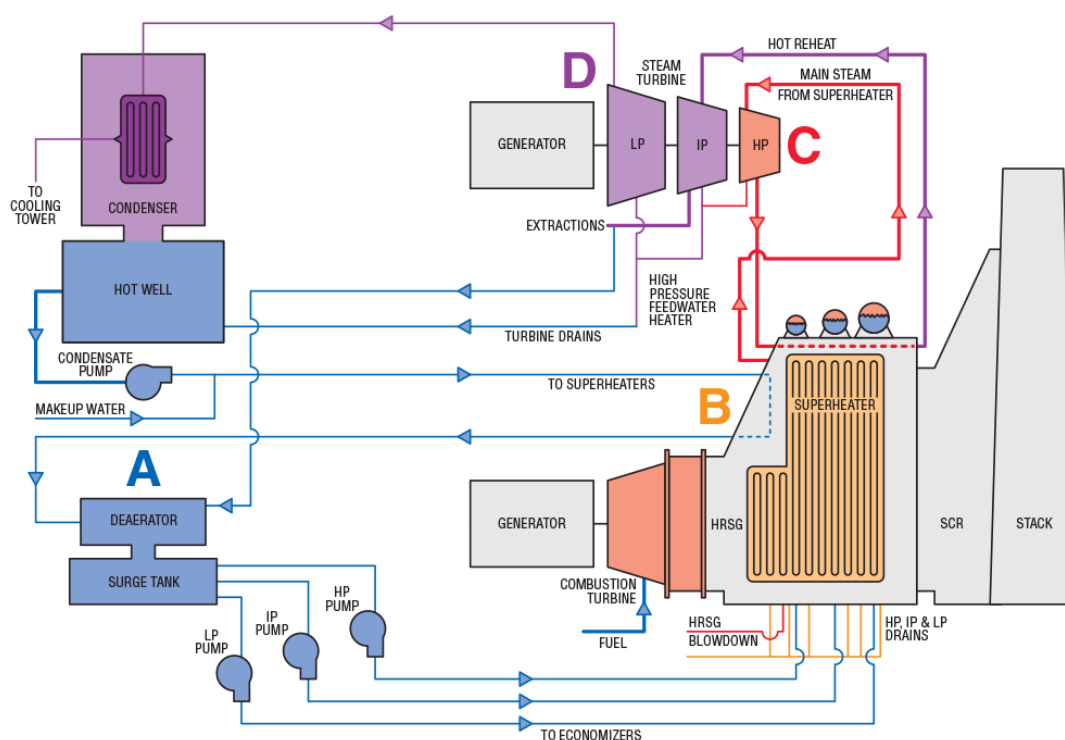 HOT REHEAT
D
STEAM
TURBINE
MAIN STEAM
FROM SUPERHEATER
GENERATOR
LP
IP
HP
C
TO
COOLING
TOWER
CONDENSER
EXTRACTIONS
HOT WELL
HIGH
PRESSURE
FEEDWATER
HEATER
TURBINE DRAINS
CONDENSATE
PUMP
TO SUPERHEATERS
MAKEUP WATER
B
SUPERHEATER
A
DEAERATOR
GENERATOR
HRSG
SCR
STACK
SURGE TANK
COMBUSTION
TURBINE
HP
PUMP
IP
PUMP
LP
PUMP
FUEL
HRSG
BLOWDOWN
HP, IP & LP
DRAINS
TO ECONOMIZERS